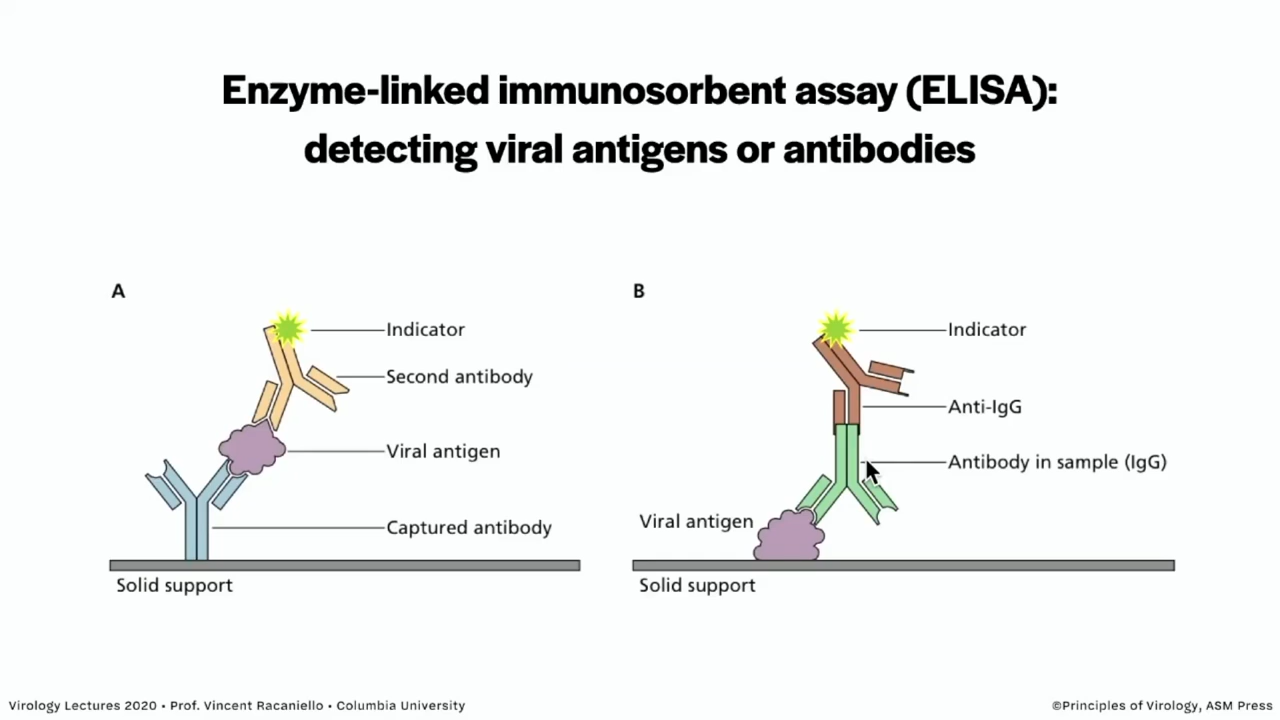 Enzyme-linked immunosorbent assay (ELISA):
detecting viral antigens or antibodies
A
Indicator
Second antibody
Viral antigen
Captured antibody
Solid support
B
Indicator
Anti-IgG
Antibody in sample (IgG)
Viral antigen
Solid support
Virology Lectures 2020 • Prof. Vincent Racaniello • Columbia University
©Principles of Virology, ASM Press